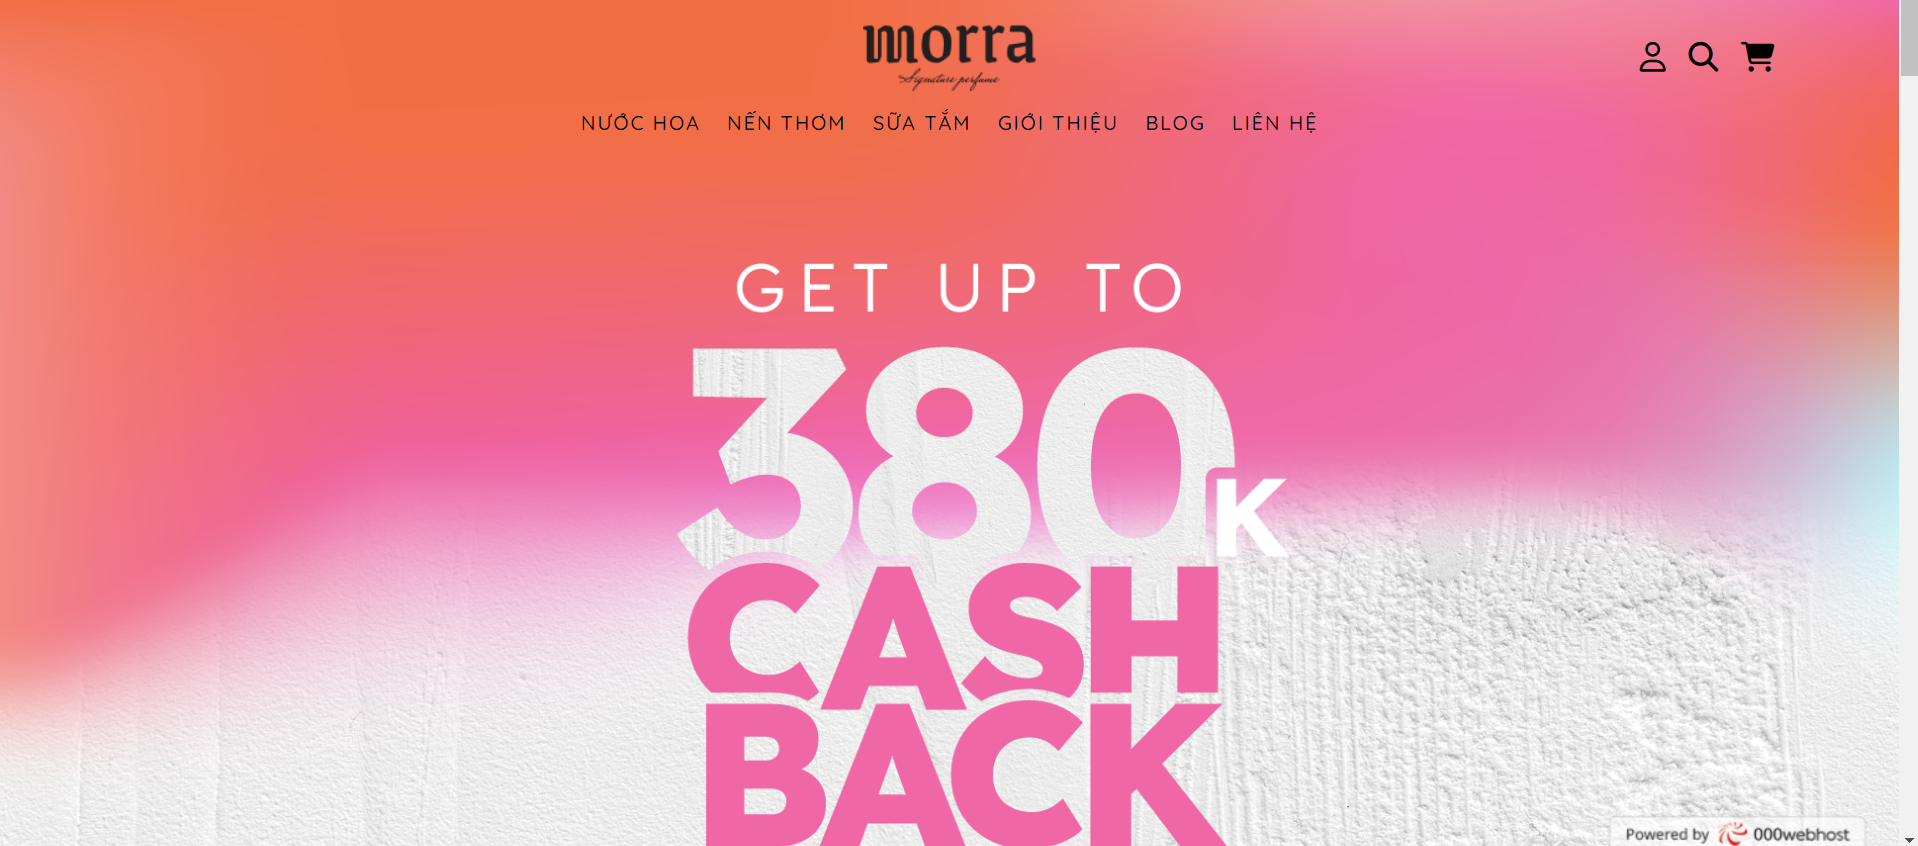 morra
Signature perfume
NƯỚC HOA NẾN THƠM SỮA TẮM GIỚI THIỆU BLOG LIÊN HỆ
GET UP TO
380K
CASH
BACK
Powered by 000webhost